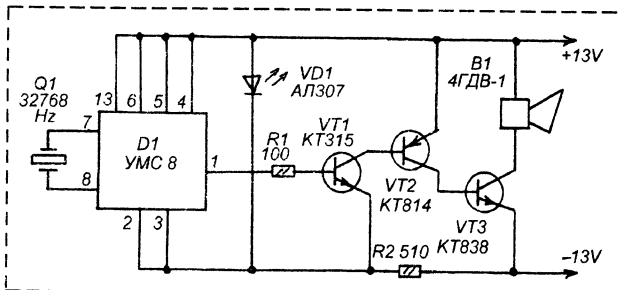 Q1
32768
Hz
7
8
13
6
5
4
D1
УМС 8
1
2
3
VD1
АЛ307
R1
100
VT1
КТ315
VT2
КТ814
VT3
КТ838
R2 510
В1
4ГДВ-1
+13V
–13V